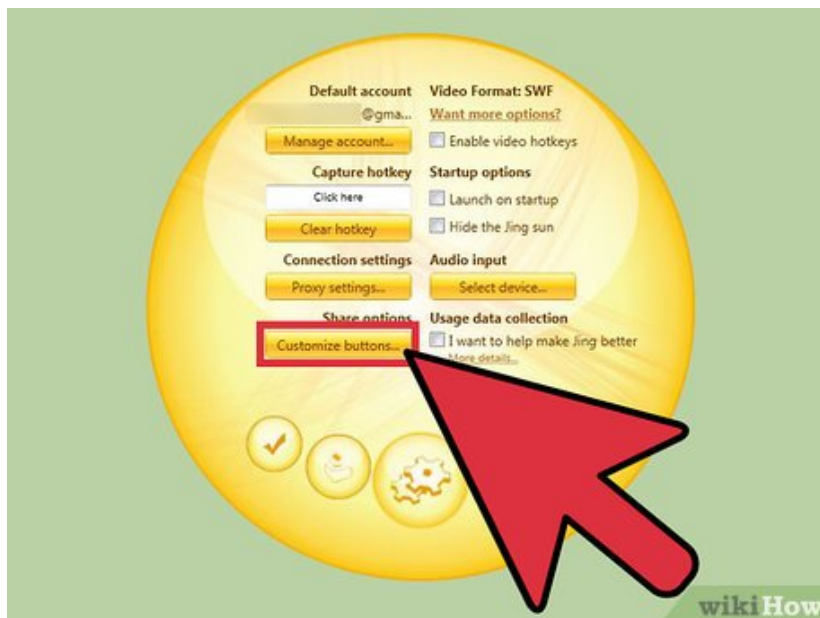 Default account
@gma...
Manage account...
Capture hotkey
Click here
Clear hotkey
Connection settings
Proxy settings...
Share options
Customize buttons...
Video Format: SWF
Want more options?
Enable video hotkeys
Startup options
Launch on startup
Hide the Jing sun
Audio input
Select device...
Usage data collection
I want to help make Jing better
More details...
wikiHow